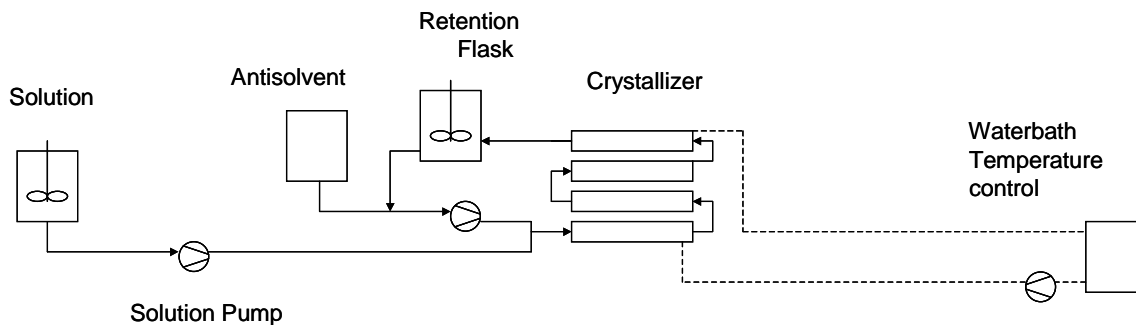 Retention
Flask
Antisolvent
Crystallizer
Solution
Waterbath
Temperature
control
Solution Pump